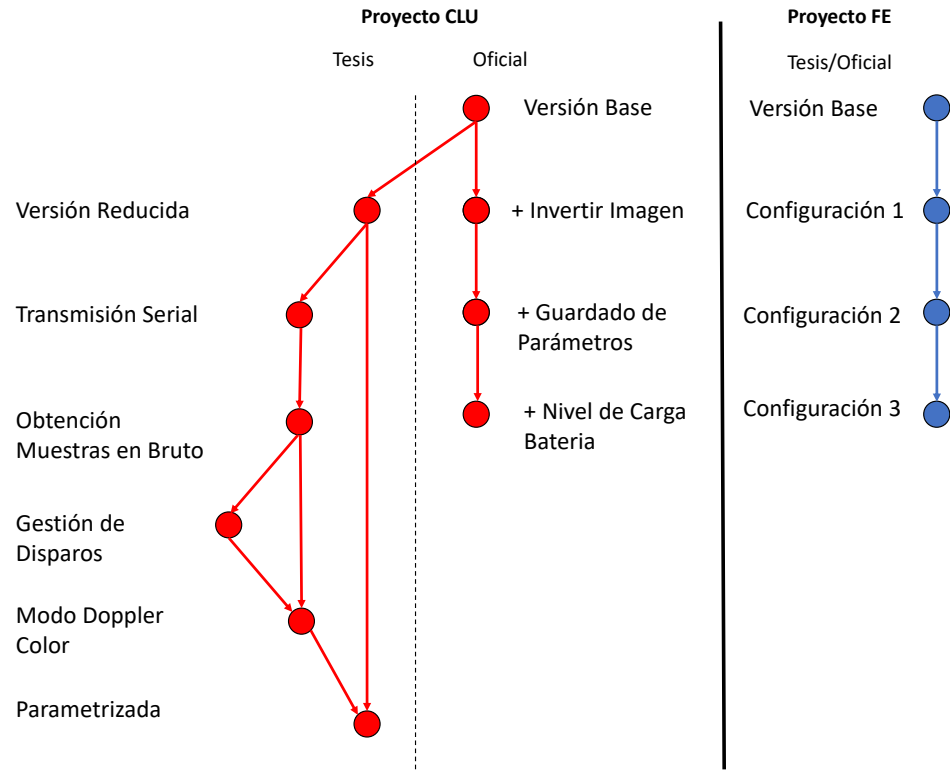 Proyecto CLU
Proyecto FE
Tesis
Oficial
Tesis/Oficial
Versión Base
Versión Base
Versión Reducida
+ Invertir Imagen
Configuración 1
Transmisión Serial
+ Guardado de
Parámetros
Configuración 2
Obtención
Muestras en Bruto
+ Nivel de Carga
Bateria
Configuración 3
Gestión de
Disparos
Modo Doppler
Color
Parametrizada